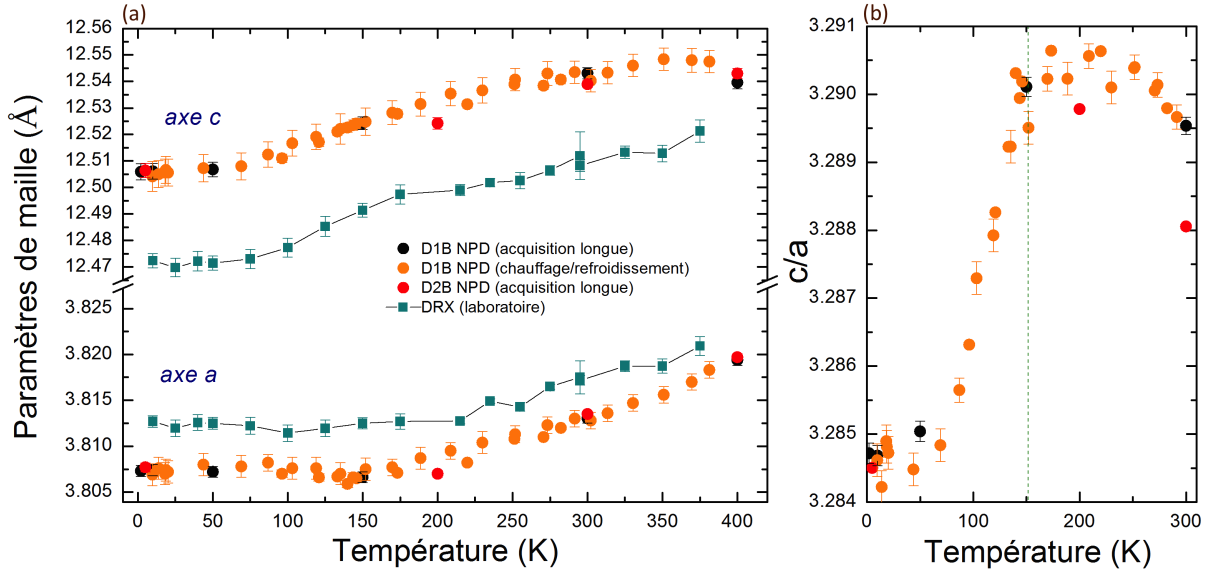 (a)
12.56
12.55
12.54
12.53
12.52
12.51
12.50
12.49
12.48
12.47
3.825
3.820
3.815
3.810
3.805
Paramètres de maille (Å)
axe c
D1B NPD (acquisition longue)
D1B NPD (chauffage/refroidissement)
D2B NPD (acquisition longue)
DRX (laboratoire)
axe a
0 50 100 150 200 250 300 350 400
Température (K)
(b)
3.291
3.290
3.289
3.288
3.287
3.286
3.285
3.284
c/a
0 100 200 300
Température (K)